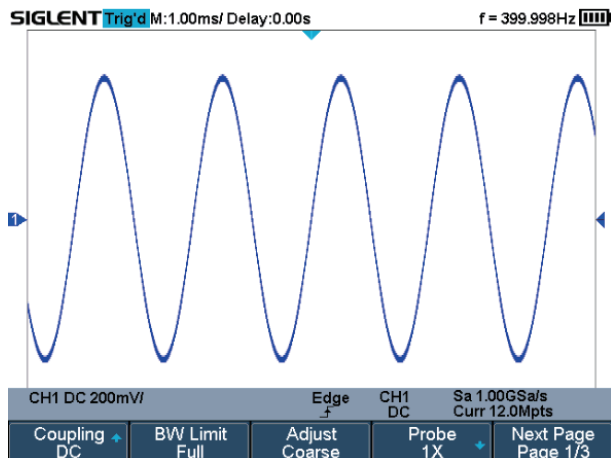 SIGLENT Trig'd M:1.00ms/ Delay:0.00s f = 399.998Hz
1
CH1 DC 200mV/ Edge CH1 Sa 1.00GSa/s
DC Curr 12.0Mpts
Coupling BW Limit Adjust Probe Next Page
DC Full Coarse 1X Page 1/3